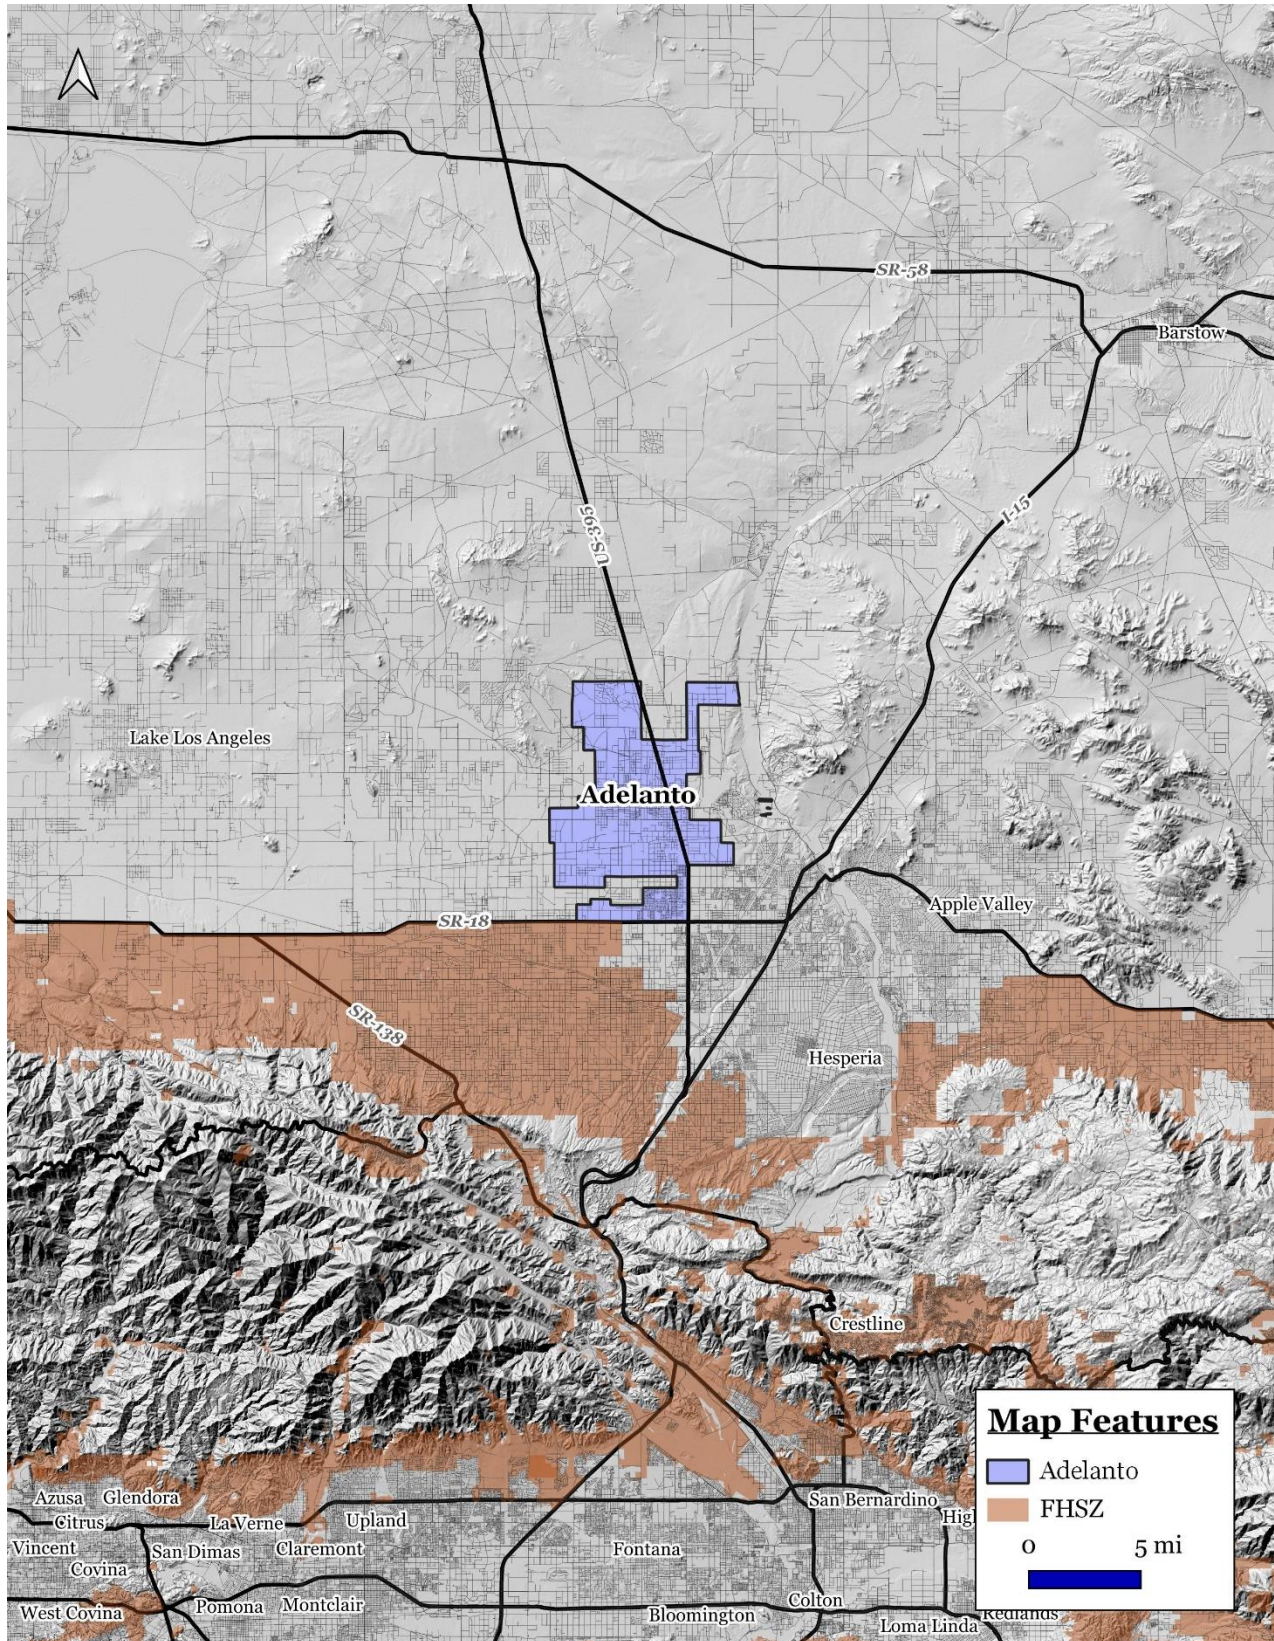 SR-58
Barstow
US-395
I-15
Lake Los Angeles
Adelanto
Apple Valley
SR-18
SR-138
Hesperia
Crestline
Map Features
Adelanto
FHSZ
0 5 mi
Azusa Glendora
Citrus La Verne Upland San Bernardino
Vincent San Dimas Claremont Fontana
Covina
West Covina Pomona Montclair Bloomington Colton
Loma Linda Redlands